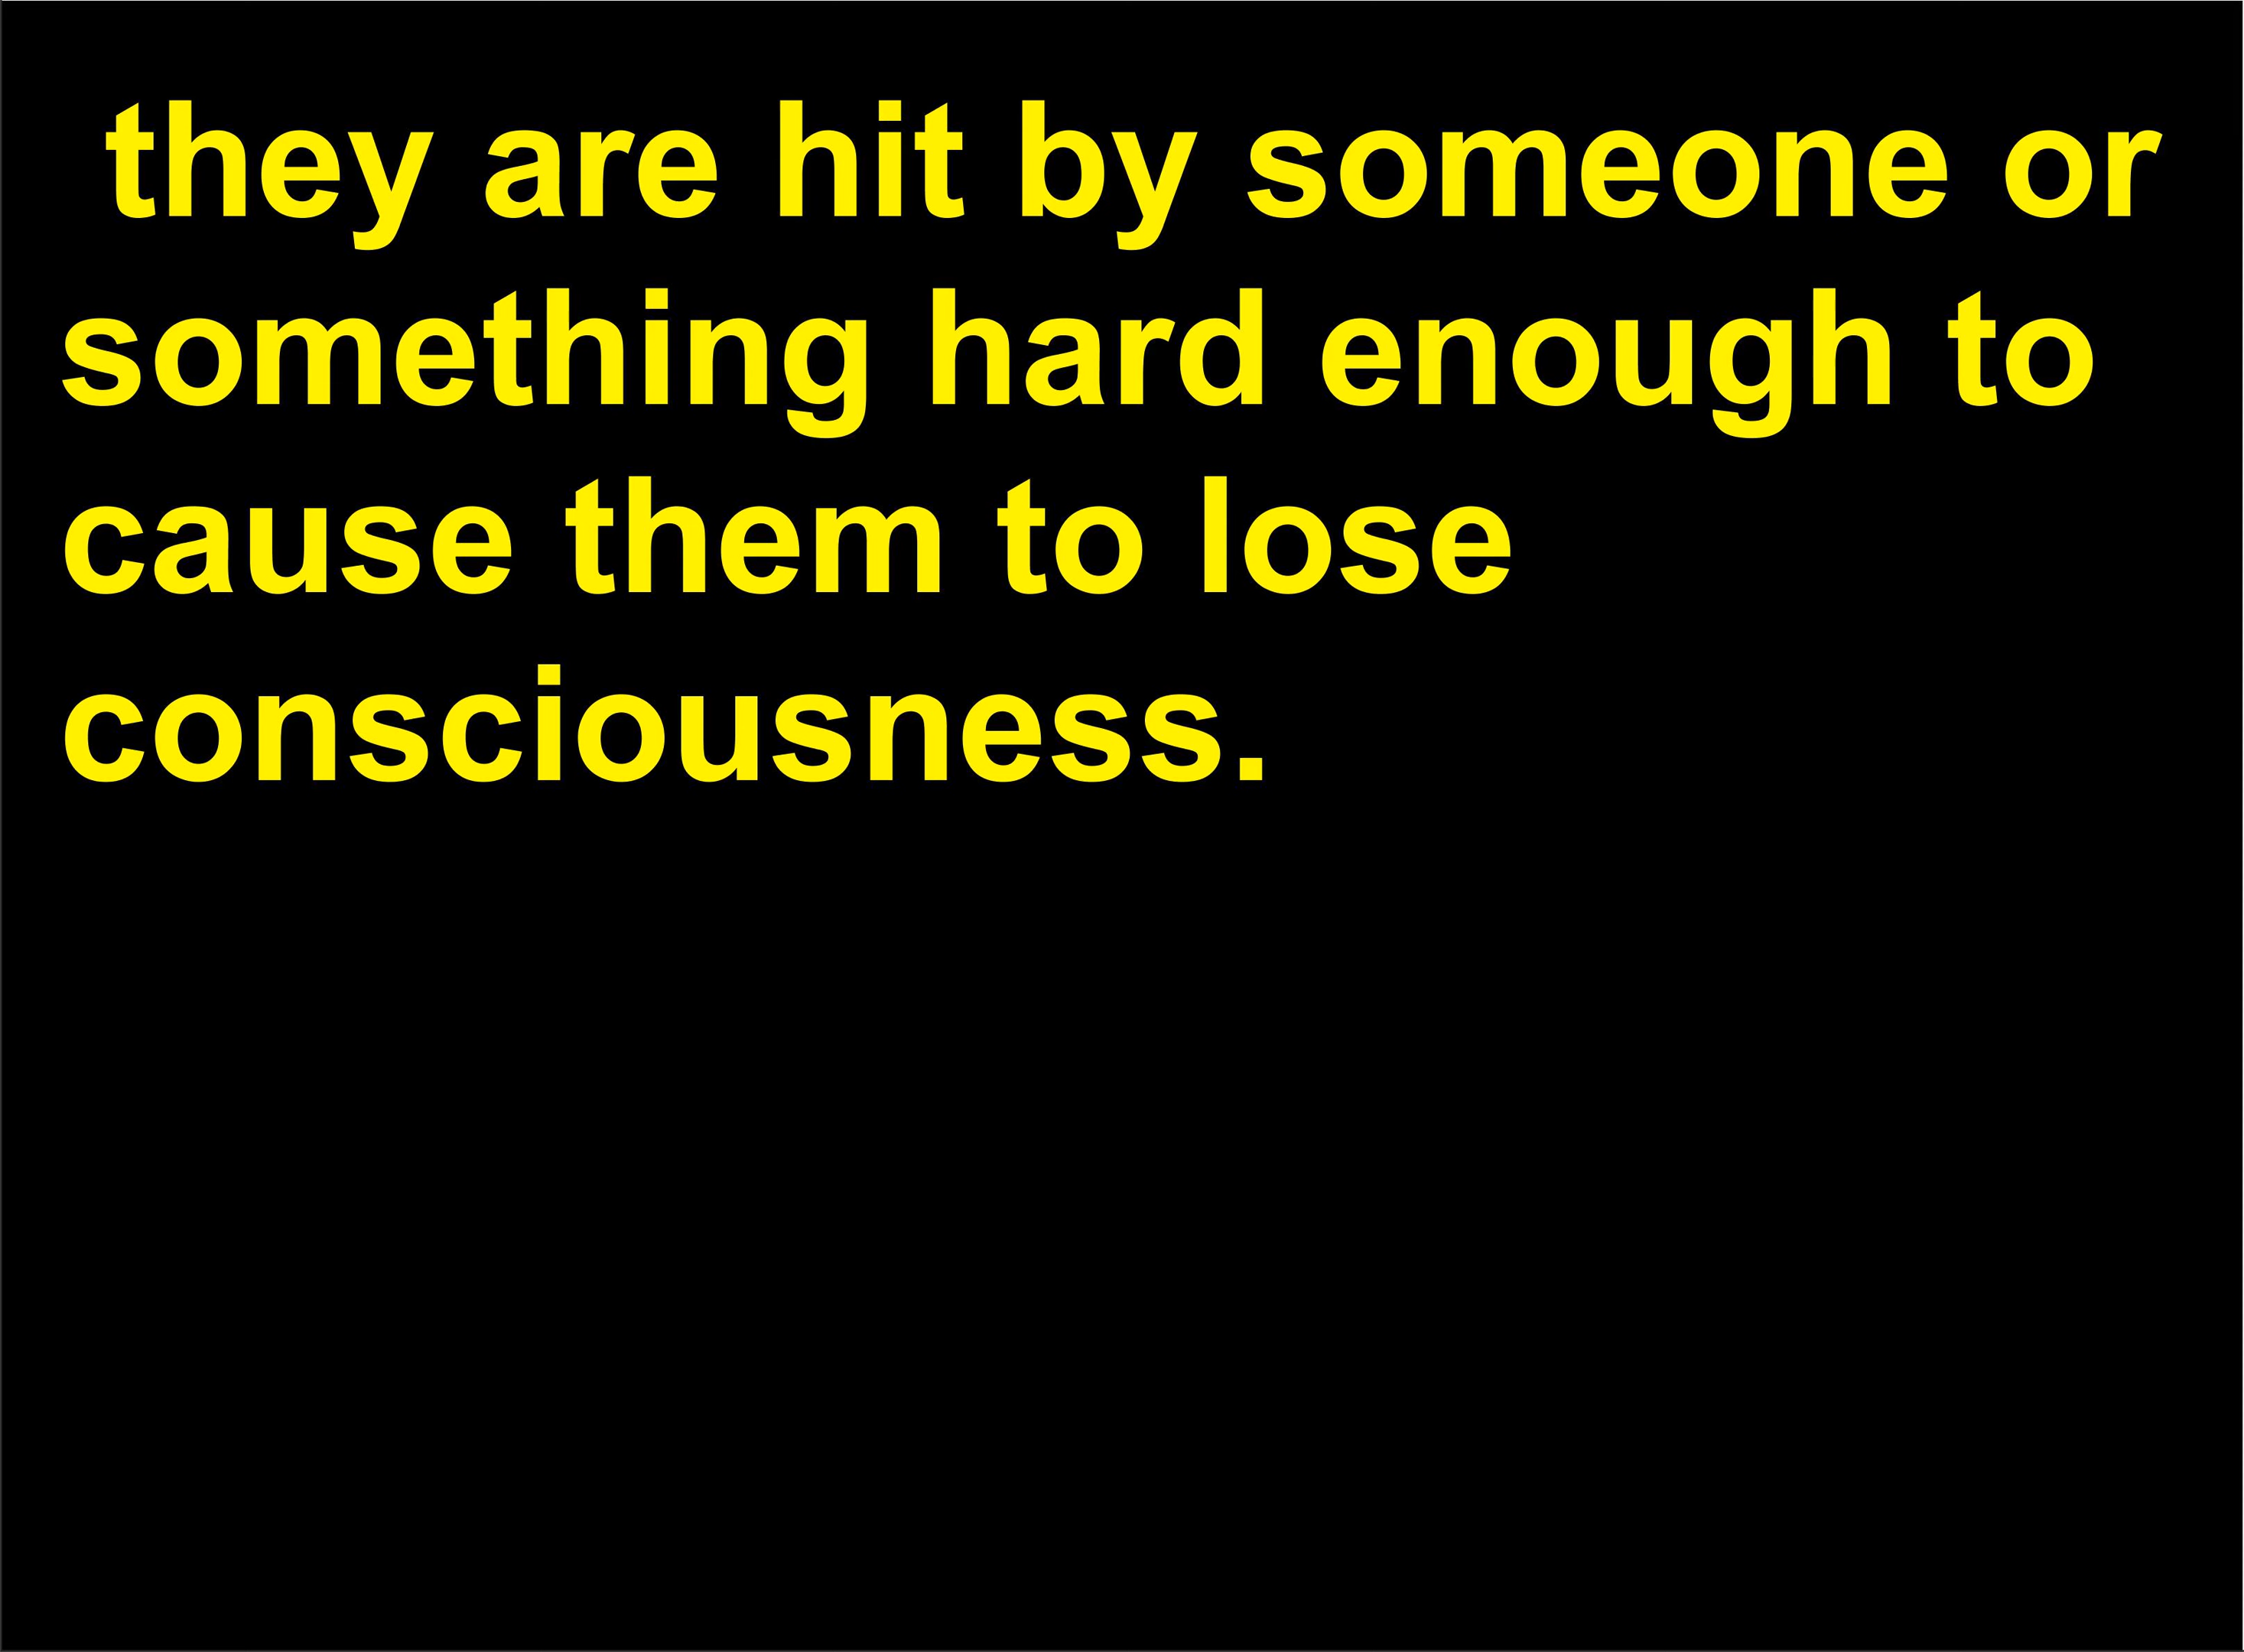 they are hit by someone or
something hard enough to
cause them to lose
consciousness.